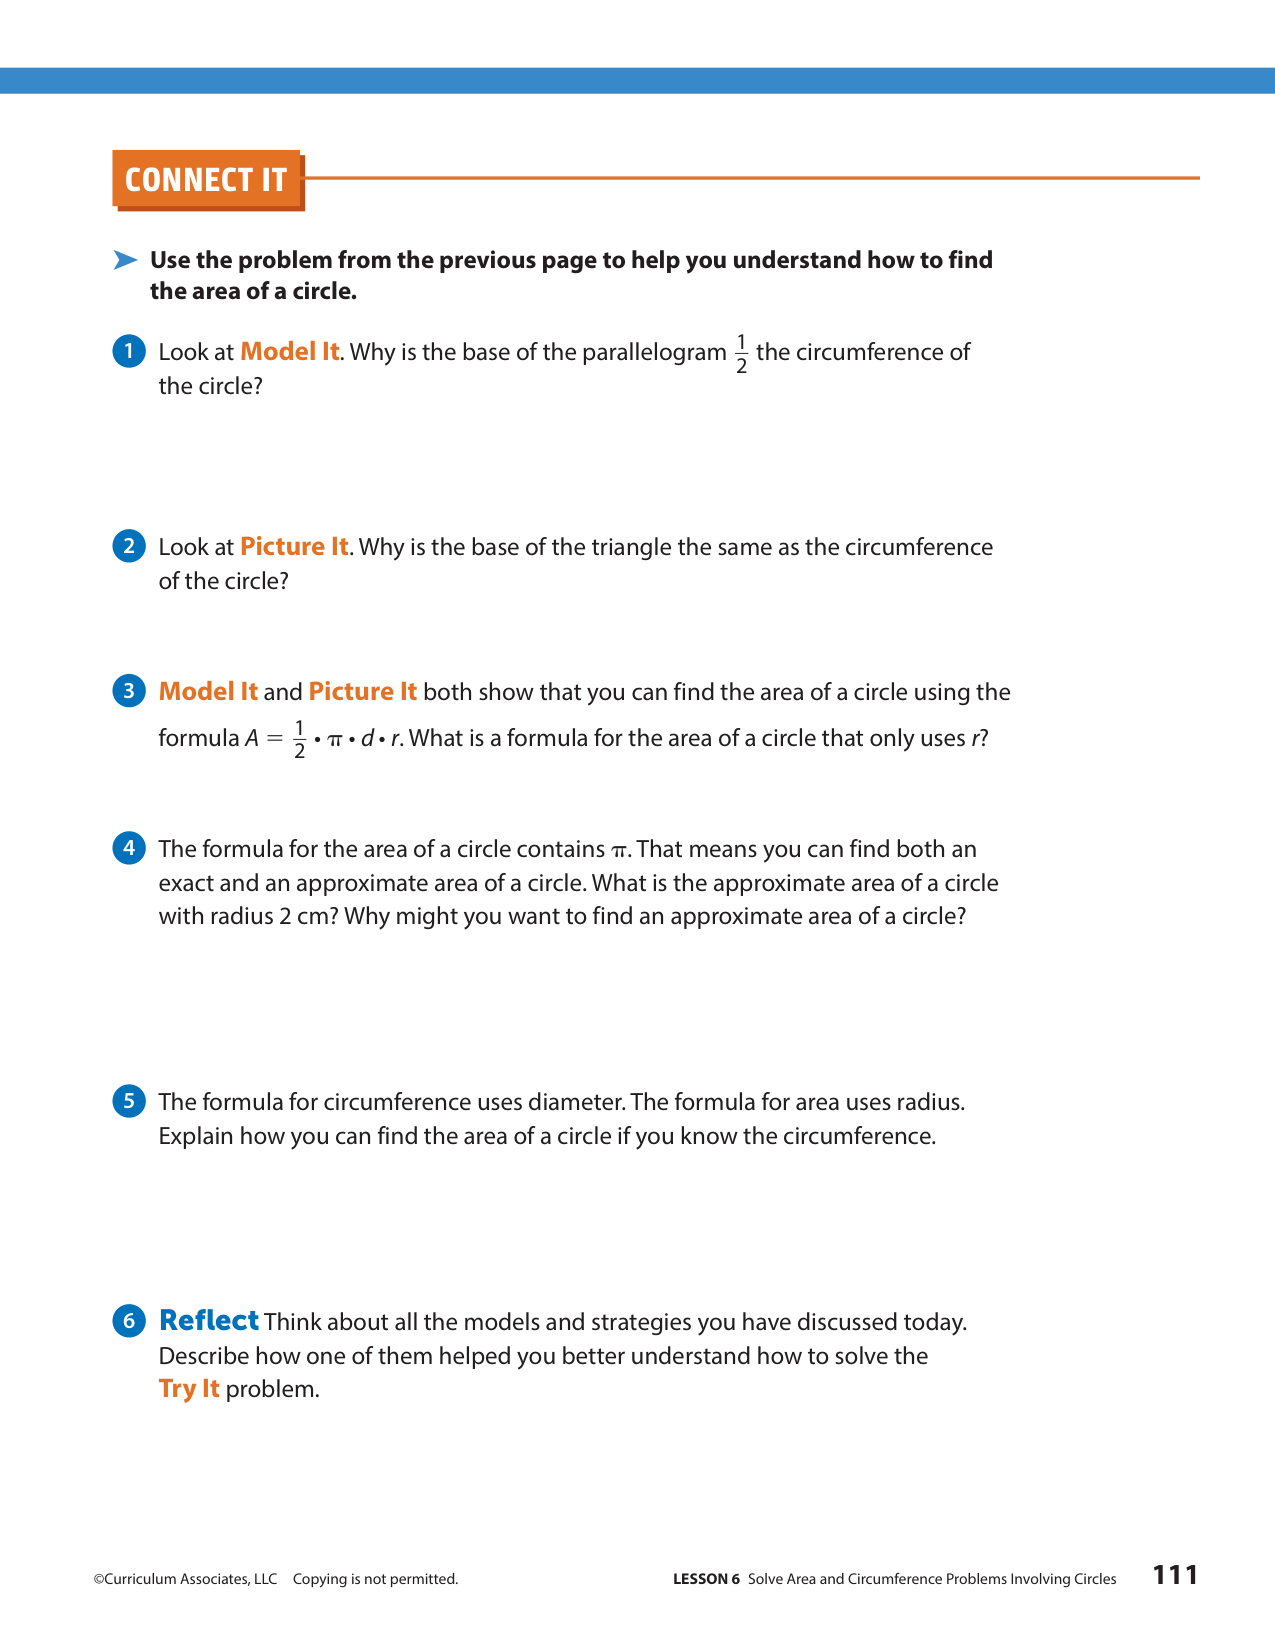 CONNECT IT
➤ Use the problem from the previous page to help you understand how to find
the area of a circle.
1 Look at Model It. Why is the base of the parallelogram 1/2 the circumference of
the circle?
2 Look at Picture It. Why is the base of the triangle the same as the circumference
of the circle?
3 Model It and Picture It both show that you can find the area of a circle using the
formula A = 1/2 • π • d • r. What is a formula for the area of a circle that only uses r?
4 The formula for the area of a circle contains π. That means you can find both an
exact and an approximate area of a circle. What is the approximate area of a circle
with radius 2 cm? Why might you want to find an approximate area of a circle?
5 The formula for circumference uses diameter. The formula for area uses radius.
Explain how you can find the area of a circle if you know the circumference.
6 Reflect Think about all the models and strategies you have discussed today.
Describe how one of them helped you better understand how to solve the
Try It problem.
©Curriculum Associates, LLC Copying is not permitted. LESSON 6 Solve Area and Circumference Problems Involving Circles 111